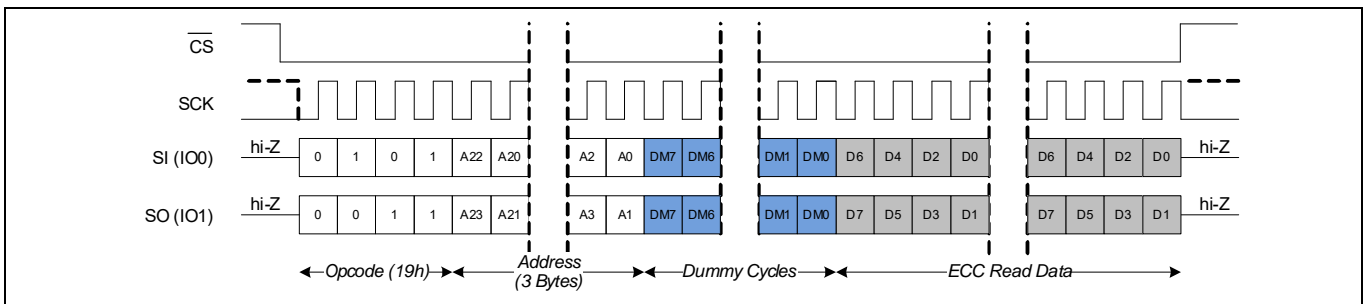 CS
SCK
SI (IO0) hi-Z 0 1 0 1 A22 A20 A2 A0 DM7 DM6 DM1 DM0 D6 D4 D2 D0 D6 D4 D2 D0 hi-Z
SO (IO1) hi-Z 0 0 1 1 A23 A21 A3 A1 DM7 DM6 DM1 DM0 D7 D5 D3 D1 D7 D5 D3 D1 hi-Z
Opcode (19h) Address Dummy Cycles ECC Read Data
(3 Bytes)